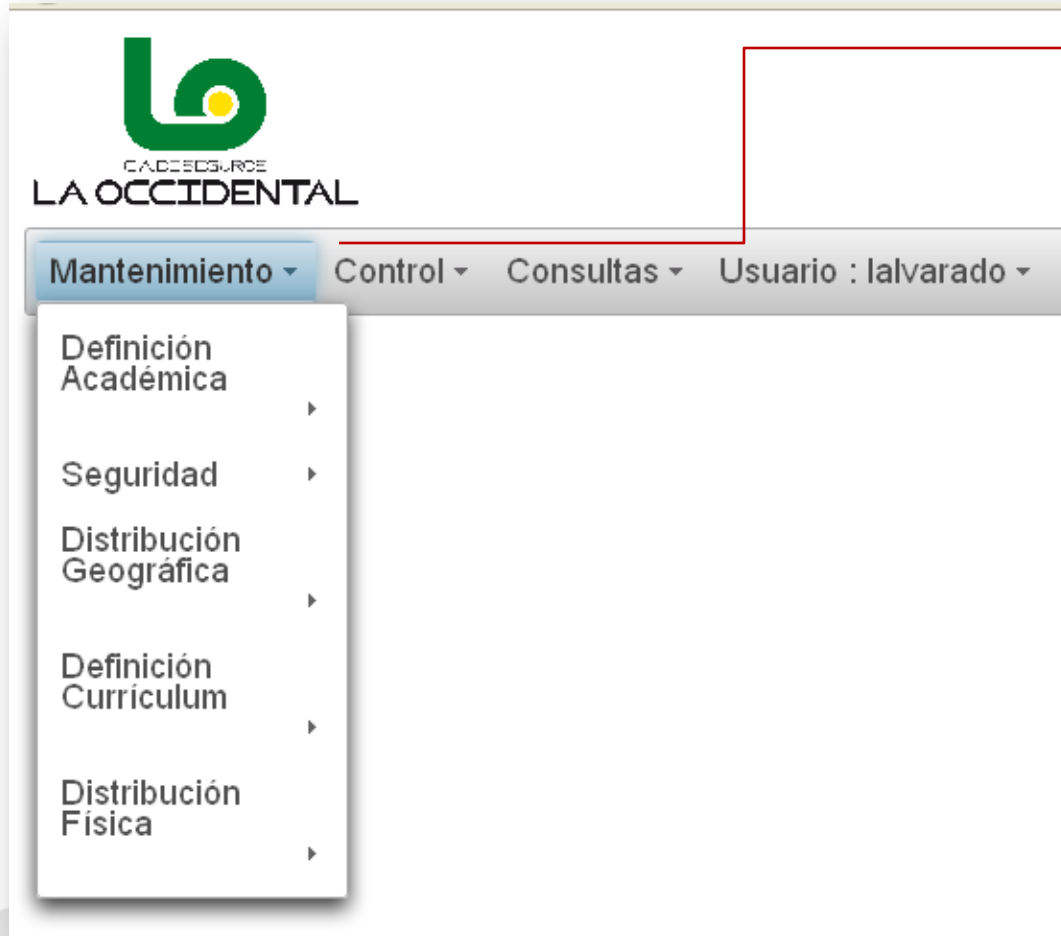 LA OCCIDENTAL
Mantenimiento Control Consultas Usuario : lalvarado
Definición
Académica
Seguridad
Distribución
Geográfica
Definición
Currículum
Distribución
Física